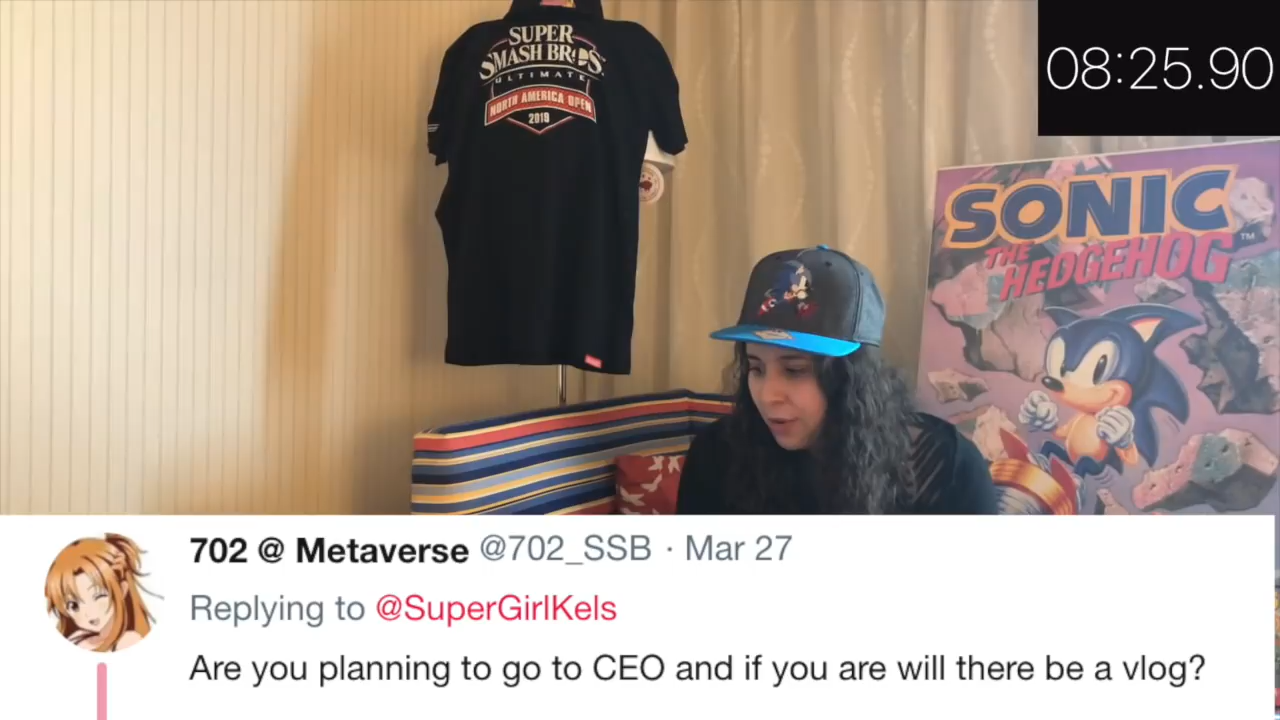 SUPER
SMASH BROS.
ULTIMATE
NORTH AMERICA OPEN
2019
08:25.90
SONIC
THE
HEDGEHOG
TM
702 @ Metaverse @702_SSB · Mar 27
Replying to @SuperGirlKels
Are you planning to go to CEO and if you are will there be a vlog?